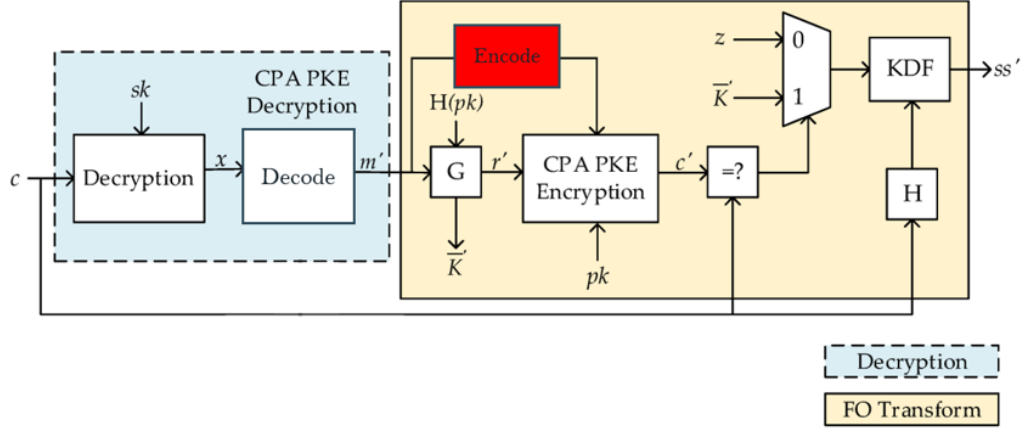 Encode
z
0
KDF
ss'
K̅'
1
CPA PKE
Decryption
H(pk)
sk
c
Decryption
x
Decode
m'
G
r'
CPA PKE
Encryption
c'
=?
H
K̅'
pk
Decryption
FO Transform